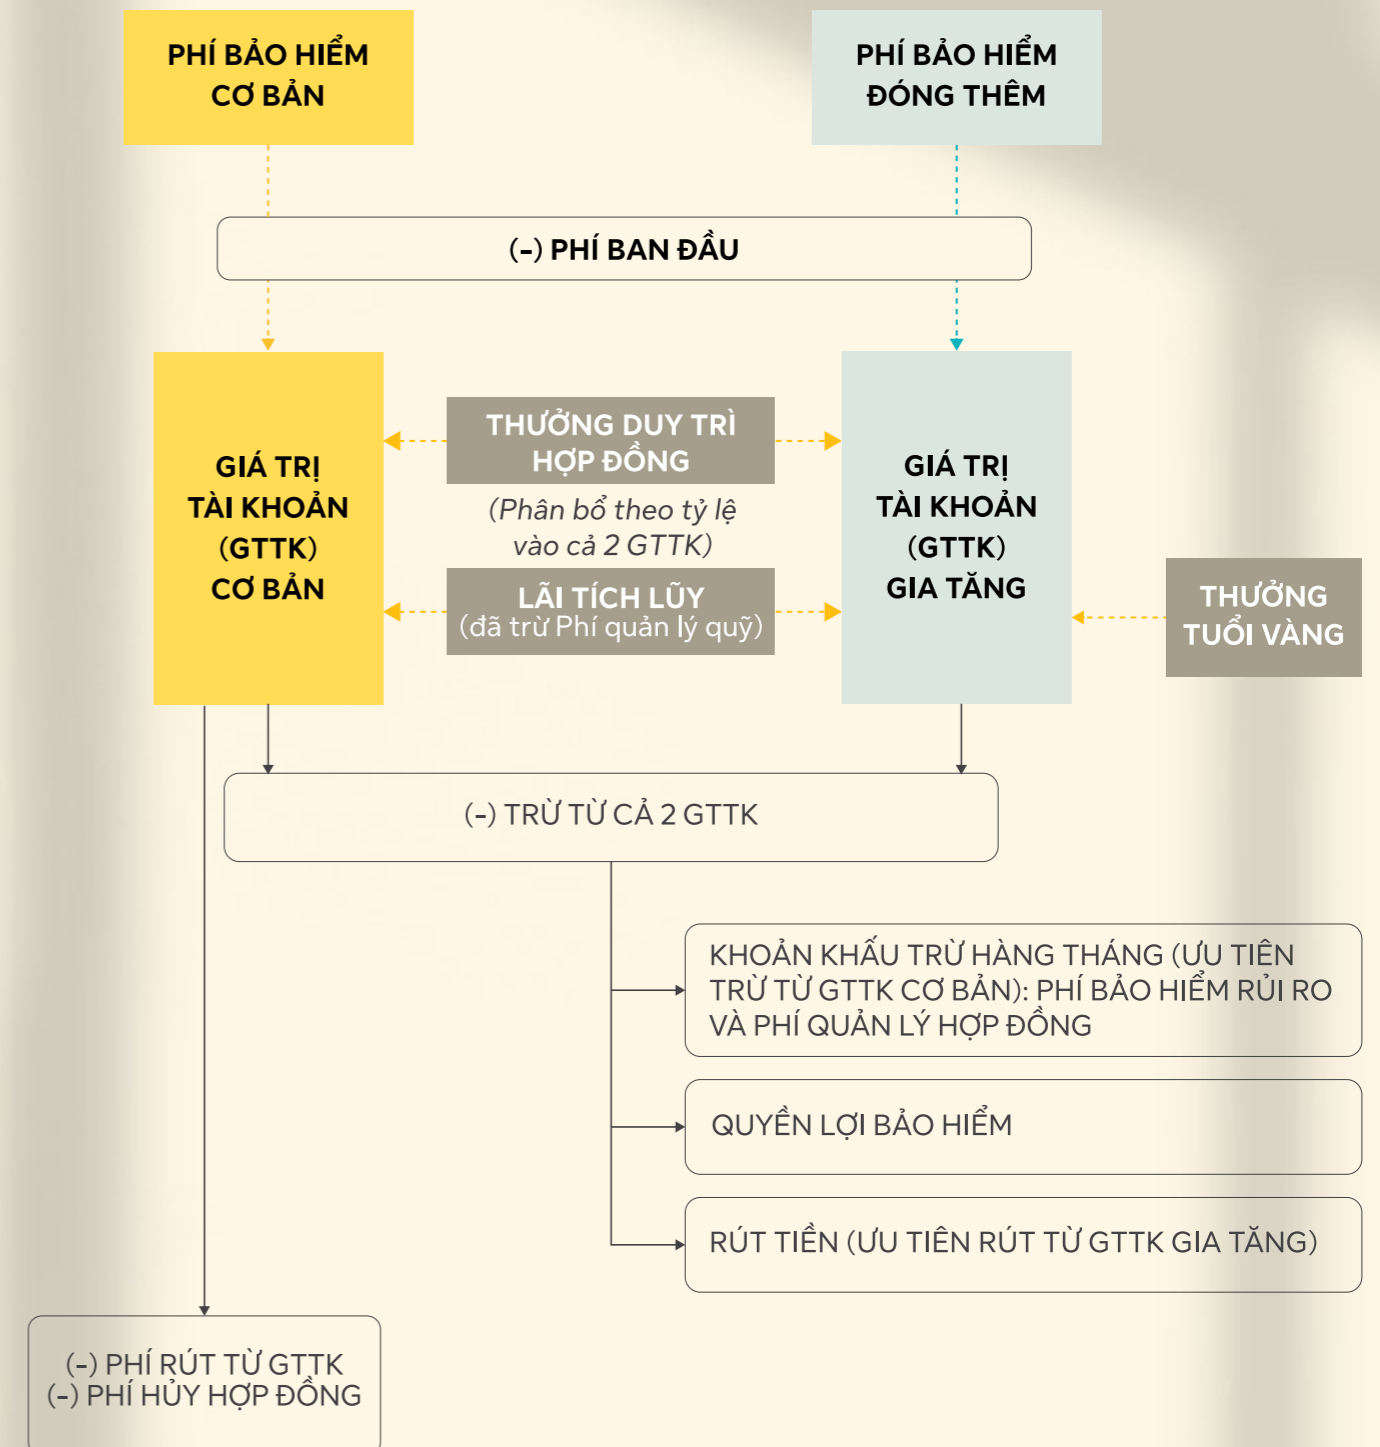 PHÍ BẢO HIỂM
CƠ BẢN
PHÍ BẢO HIỂM
ĐÓNG THÊM
(-) PHÍ BAN ĐẦU
GIÁ TRỊ
TÀI KHOẢN
(GTTK)
CƠ BẢN
THƯỞNG DUY TRÌ
HỢP ĐỒNG
(Phân bổ theo tỷ lệ
vào cả 2 GTTK)
LÃI TÍCH LŨY
(đã trừ Phí quản lý quỹ)
GIÁ TRỊ
TÀI KHOẢN
(GTTK)
GIA TĂNG
THƯỞNG
TUỔI VÀNG
(-) TRỪ TỪ CẢ 2 GTTK
KHOẢN KHẤU TRỪ HÀNG THÁNG (ƯU TIÊN
TRỪ TỪ GTTK CƠ BẢN): PHÍ BẢO HIỂM RỦI RO
VÀ PHÍ QUẢN LÝ HỢP ĐỒNG
QUYỀN LỢI BẢO HIỂM
RÚT TIỀN (ƯU TIÊN RÚT TỪ GTTK GIA TĂNG)
(-) PHÍ RÚT TỪ GTTK
(-) PHÍ HỦY HỢP ĐỒNG